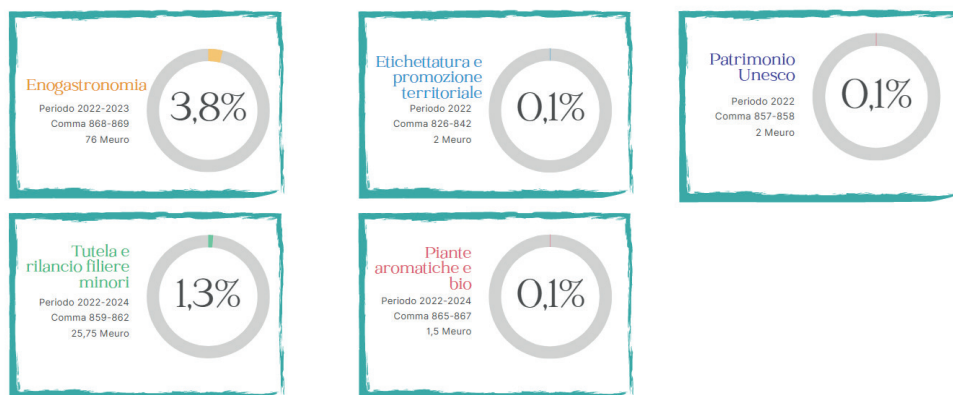 Enogastronomia
Periodo 2022-2023
Comma 868-869
76 Meuro
3,8%
Etichettatura e
promozione
territoriale
Periodo 2022
Comma 826-842
2 Meuro
0,1%
Patrimonio
Unesco
Periodo 2022
Comma 857-858
2 Meuro
0,1%
Tutela e
rilancio filiere
minori
Periodo 2022-2024
Comma 859-862
25,75 Meuro
1,3%
Piante
aromatiche e
bio
Periodo 2022-2024
Comma 865-867
1,5 Meuro
0,1%